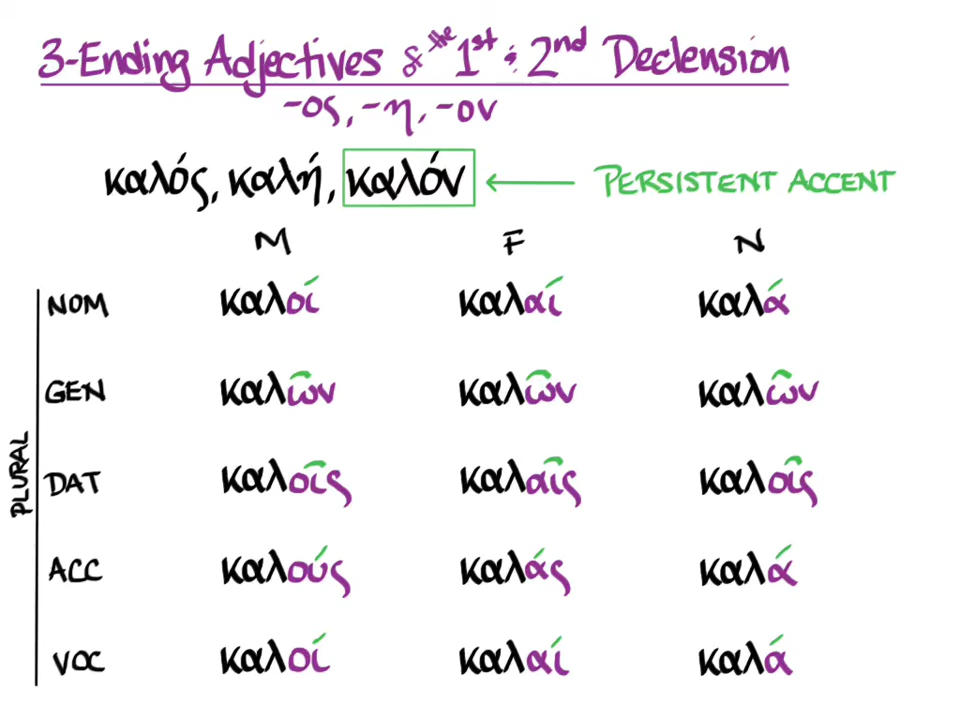 3-Ending Adjectives & the 1st & 2nd Declension
-ος, -η, -ον
καλός, καλή, καλόν ← PERSISTENT ACCENT
M F N
PLURAL
NOM καλοί καλαί καλά
GEN καλῶν καλῶν καλῶν
DAT καλοῖς καλαῖς καλοῖς
ACC καλούς καλάς καλά
VOC καλοί καλαί καλά